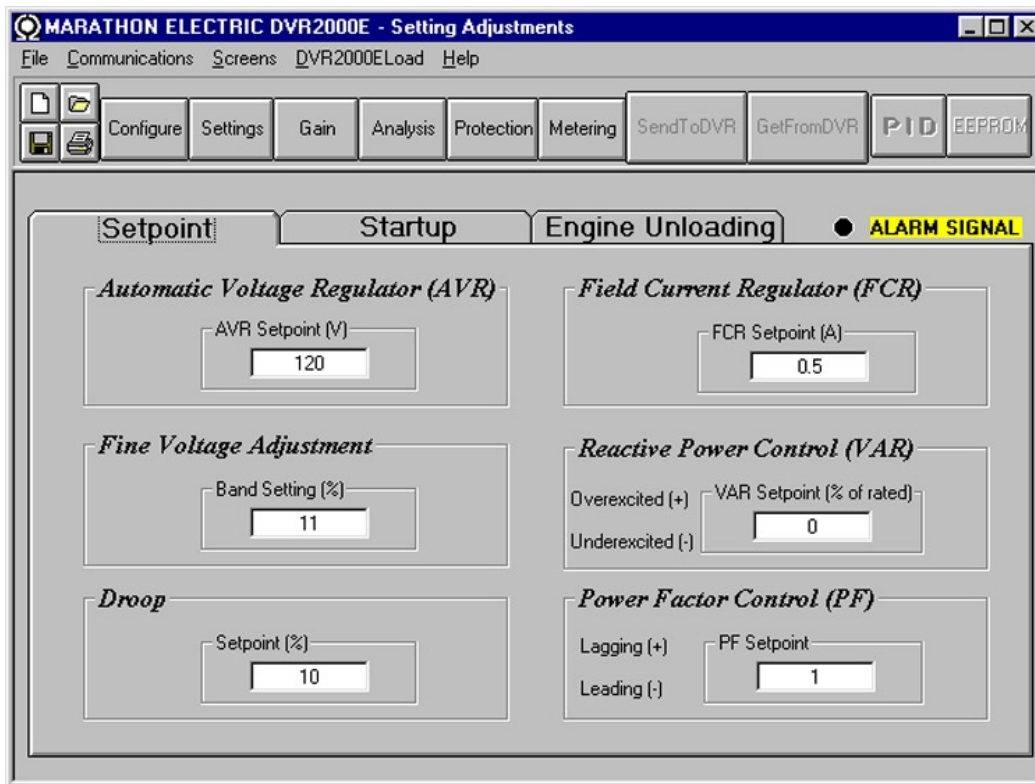 MARATHON ELECTRIC DVR2000E - Setting Adjustments
File Communications Screens DVR2000ELoad Help
Configure Settings Gain Analysis Protection Metering SendToDVR GetFromDVR PID EEPROM
Setpoint Startup Engine Unloading ALARM SIGNAL
Automatic Voltage Regulator (AVR)
AVR Setpoint (V)
120
Field Current Regulator (FCR)
FCR Setpoint (A)
0.5
Fine Voltage Adjustment
Band Setting (%)
11
Reactive Power Control (VAR)
Overexcited (+)
Underexcited (-)
VAR Setpoint (% of rated)
0
Droop
Setpoint (%)
10
Power Factor Control (PF)
Lagging (+)
Leading (-)
PF Setpoint
1